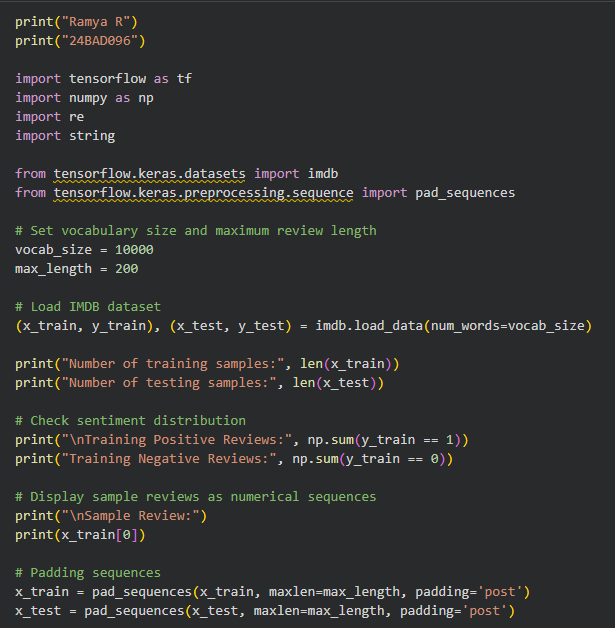 print("Ramya R")
print("24BAD096")
import tensorflow as tf
import numpy as np
import re
import string
from tensorflow.keras.datasets import imdb
from tensorflow.keras.preprocessing.sequence import pad_sequences
# Set vocabulary size and maximum review length
vocab_size = 10000
max_length = 200
# Load IMDB dataset
(x_train, y_train), (x_test, y_test) = imdb.load_data(num_words=vocab_size)
print("Number of training samples:", len(x_train))
print("Number of testing samples:", len(x_test))
# Check sentiment distribution
print("\nTraining Positive Reviews:", np.sum(y_train == 1))
print("Training Negative Reviews:", np.sum(y_train == 0))
# Display sample reviews as numerical sequences
print("\nSample Review:")
print(x_train[0])
# Padding sequences
x_train = pad_sequences(x_train, maxlen=max_length, padding='post')
x_test = pad_sequences(x_test, maxlen=max_length, padding='post')